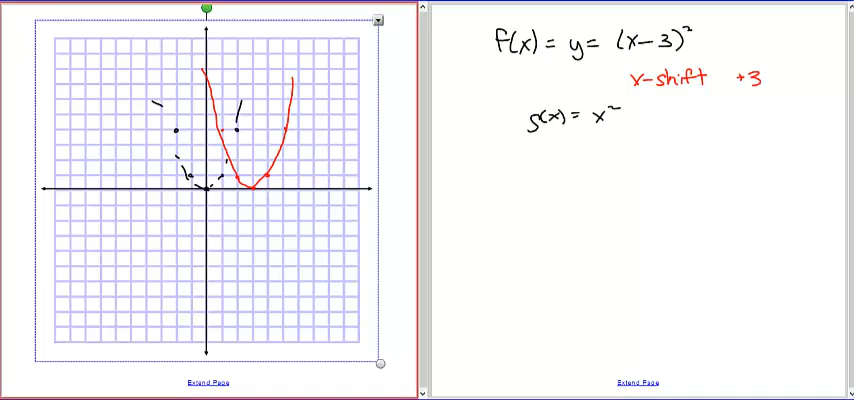 f(x) = y = (x-3)²
x-shift +3
g(x) = x²
Extend Page
Extend Page